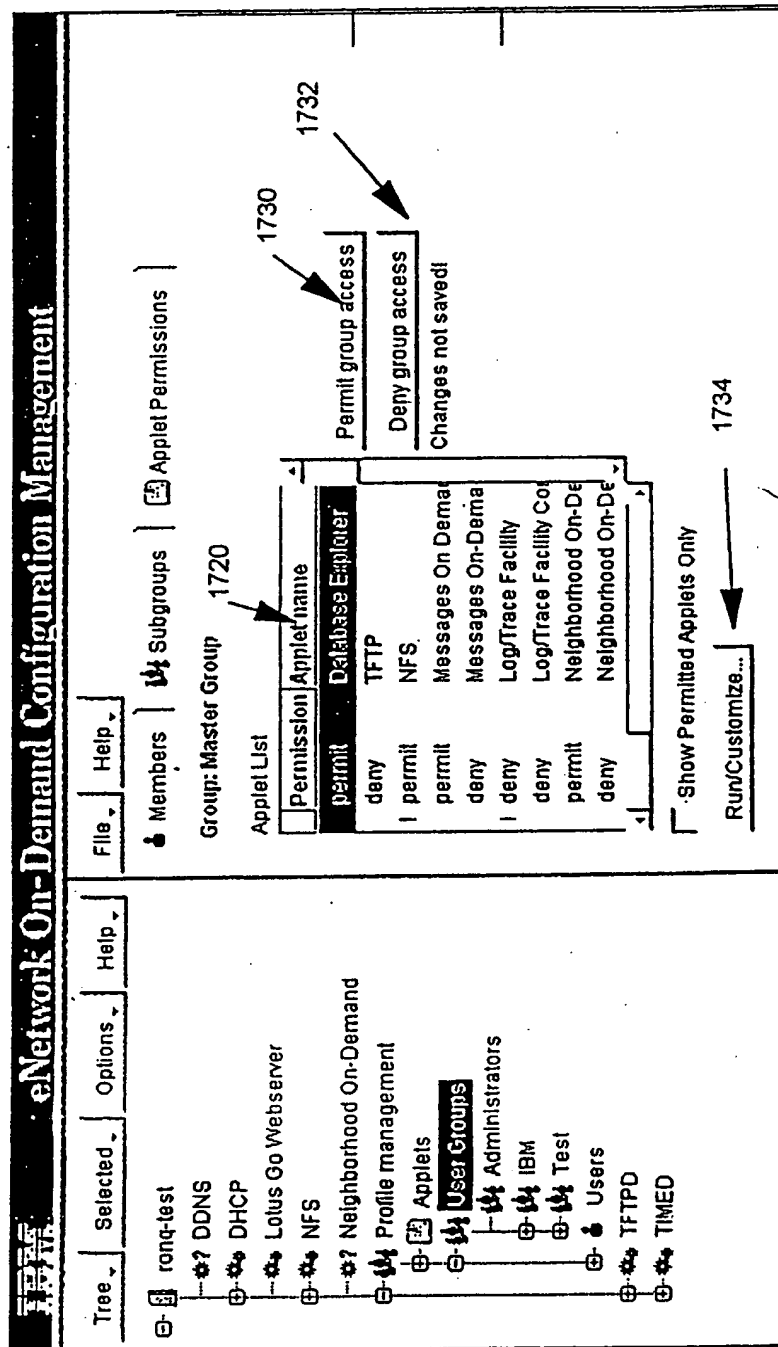 IBM eNetwork On-Demand Configuration Management
Tree Selected Options Help
ronq-test
? DDNS
DHCP
Lotus Go Webserver
NFS
? Neighborhood On-Demand
Profile management
Applets
User Groups
Administrators
IBM
Test
Users
TFTPD
TIMED
File Help
Members Subgroups Applet Permissions
Group: Master Group
1720
Applet List
Permission Applet name
permit Database Explorer
deny TFTP
permit NFS
permit Messages On Deman
deny Messages On-Dema
deny Log/Trace Facility
deny Log/Trace Facility Co
permit Neighborhood On-De
deny Neighborhood On-De
Show Permitted Applets Only
Run/Customize...
1734
1730
1732
Permit group access
Deny group access
Changes not saved!